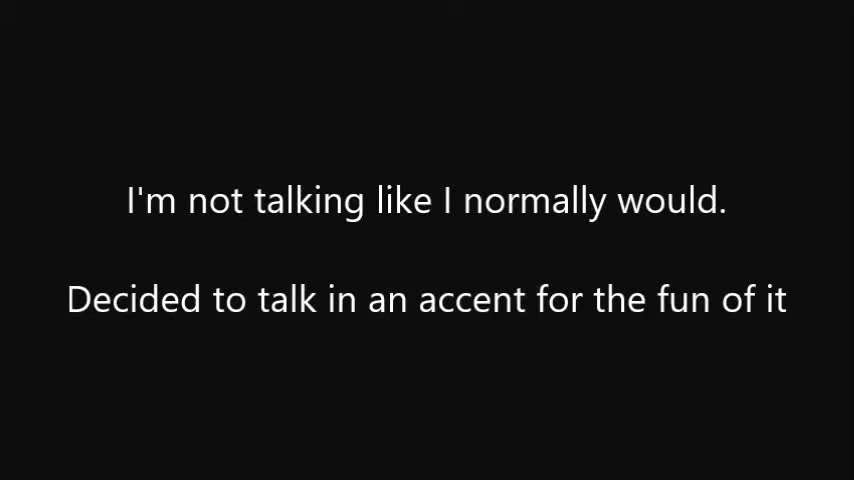 I'm not talking like I normally would.
Decided to talk in an accent for the fun of it